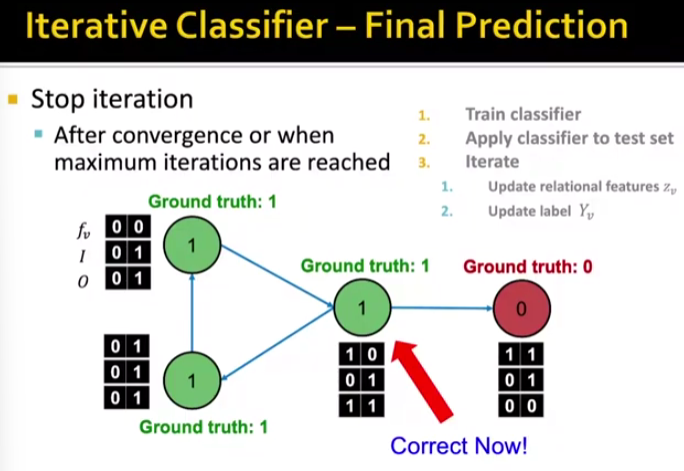 Iterative Classifier – Final Prediction
Stop iteration
After convergence or when
maximum iterations are reached
1. Train classifier
2. Apply classifier to test set
3. Iterate
1. Update relational features zᵥ
2. Update label Yᵥ
Ground truth: 1
fᵥ 0 0
I 0 1
O 0 1
1
Ground truth: 1
1
Ground truth: 0
0
0 1
0 1
0 1
1
Ground truth: 1
1 0
0 1
1 1
1 1
0 1
0 0
Correct Now!